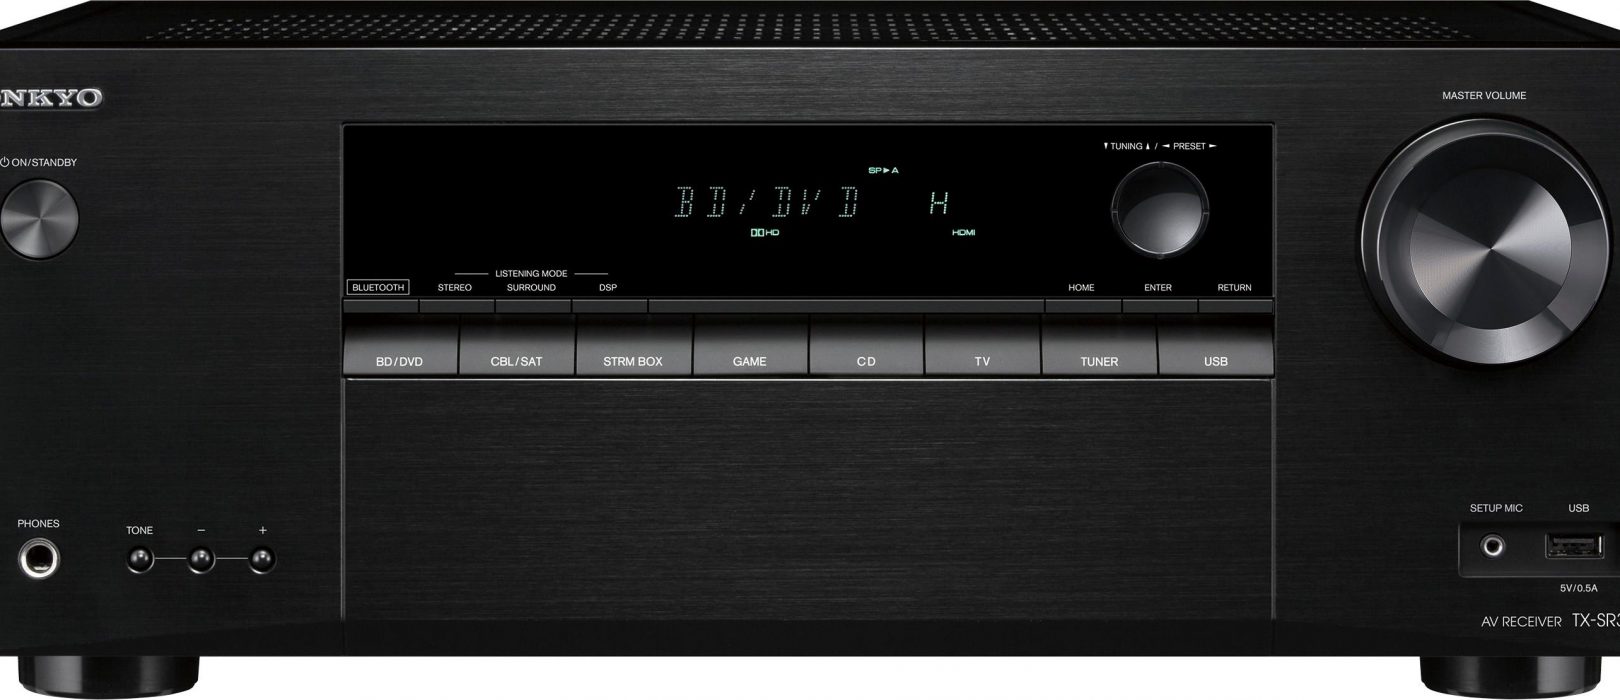 NKYO
MASTER VOLUME
ON/STANDBY
TUNING / PRESET
SP►A
BD/DVD H
HD HDMI
LISTENING MODE
BLUETOOTH STEREO SURROUND DSP HOME ENTER RETURN
BD/DVD CBL/SAT STRM BOX GAME CD TV TUNER USB
PHONES TONE − +
SETUP MIC USB
5V/0.5A
AV RECEIVER TX-SR3